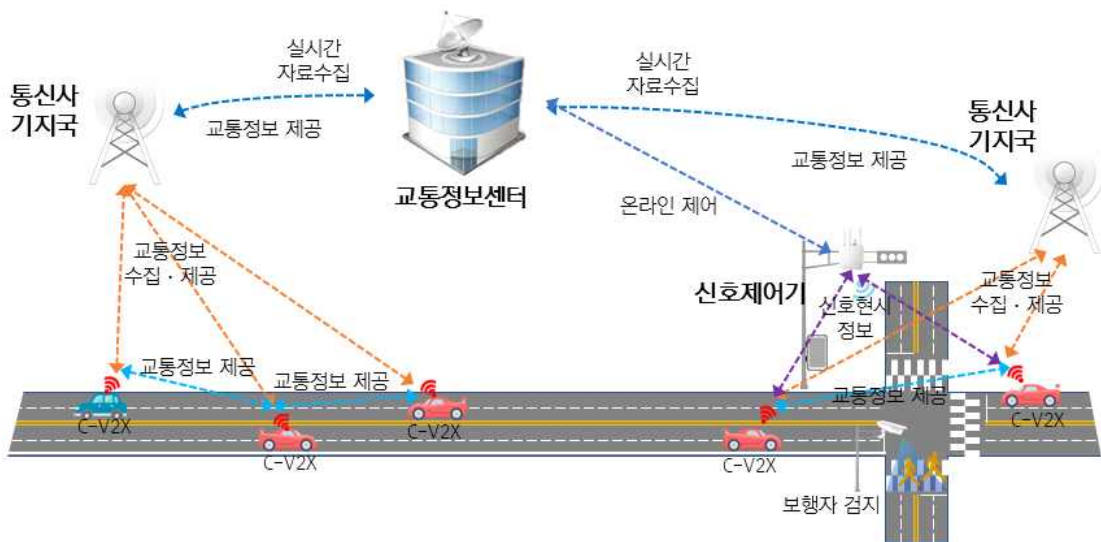 실시간
자료수집
통신사
기지국
교통정보 제공
교통정보센터
실시간
자료수집
통신사
기지국
교통정보 제공
온라인 제어
교통정보
수집 · 제공
신호제어기
신호현시
정보
교통정보
수집 · 제공
교통정보 제공
교통정보 제공
교통정보 제공
C-V2X
C-V2X
C-V2X
C-V2X
C-V2X
보행자 검지